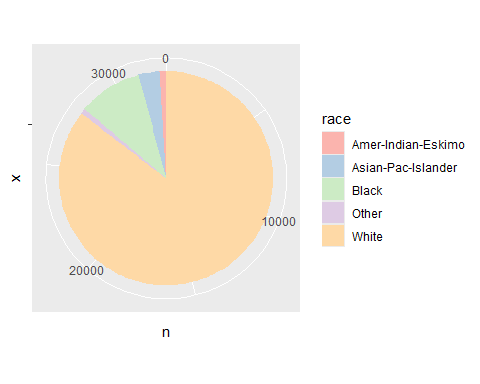 0
30000
10000
20000
x
n
race
Amer-Indian-Eskimo
Asian-Pac-Islander
Black
Other
White